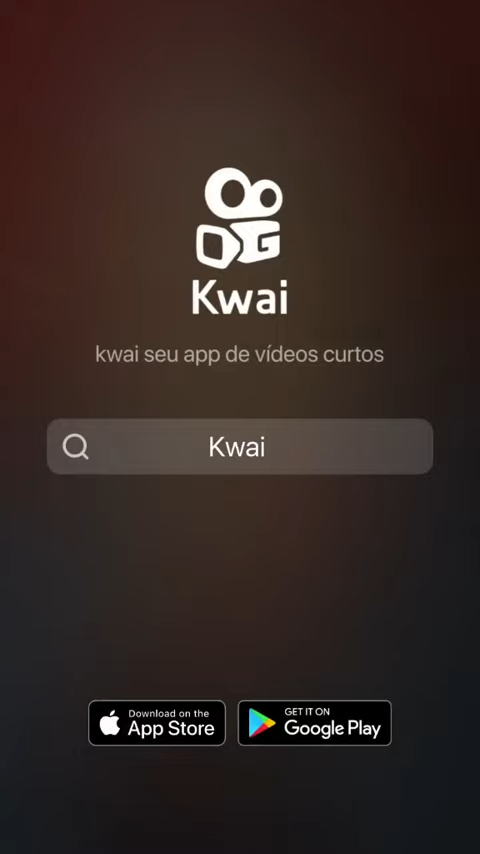 Kwai
kwai seu app de vídeos curtos
Kwai
Download on the
App Store
GET IT ON
Google Play